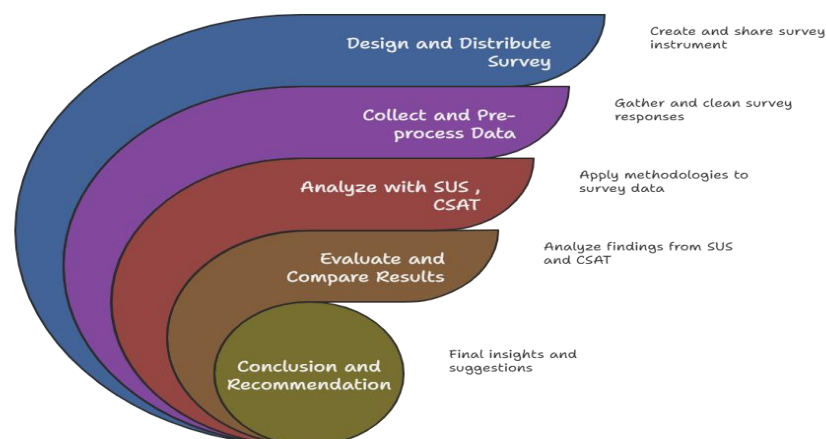 Design and Distribute
Survey
Create and share survey
instrument
Collect and Pre-
process Data
Gather and clean survey
responses
Analyze with SUS ,
CSAT
Apply methodologies to
survey data
Evaluate and
Compare Results
Analyze findings from SUS
and CSAT
Conclusion and
Recommendation
Final insights and
suggestions